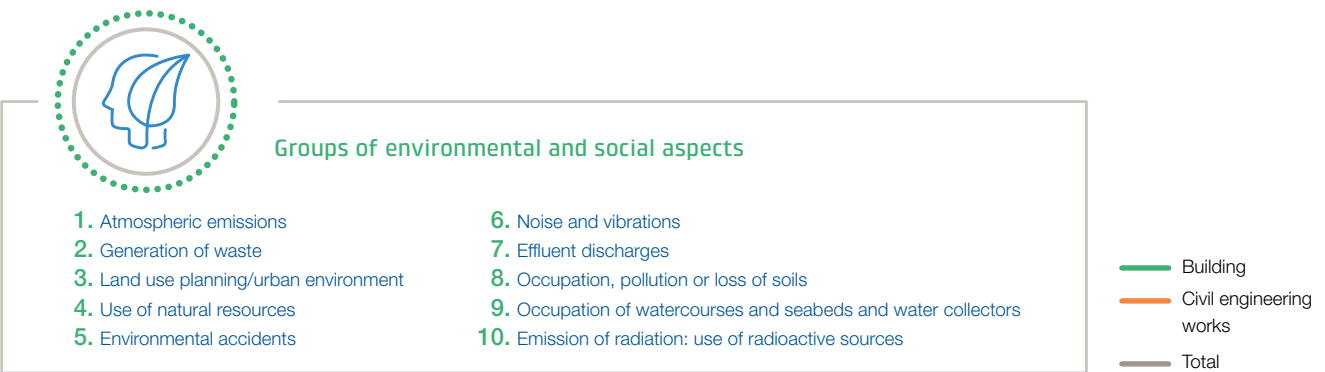 Groups of environmental and social aspects
1. Atmospheric emissions
2. Generation of waste
3. Land use planning/urban environment
4. Use of natural resources
5. Environmental accidents
6. Noise and vibrations
7. Effluent discharges
8. Occupation, pollution or loss of soils
9. Occupation of watercourses and seabeds and water collectors
10. Emission of radiation: use of radioactive sources
Building
Civil engineering
works
Total